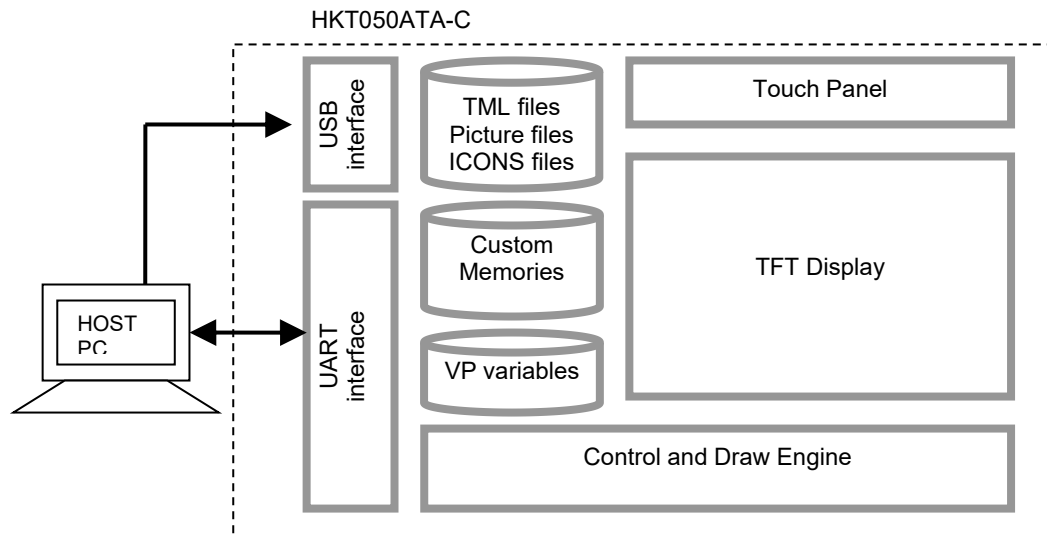 HKT050ATA-C
USB
interface
TML files
Picture files
ICONS files
Touch Panel
Custom
Memories
TFT Display
HOST
PC
UART
interface
VP variables
Control and Draw Engine